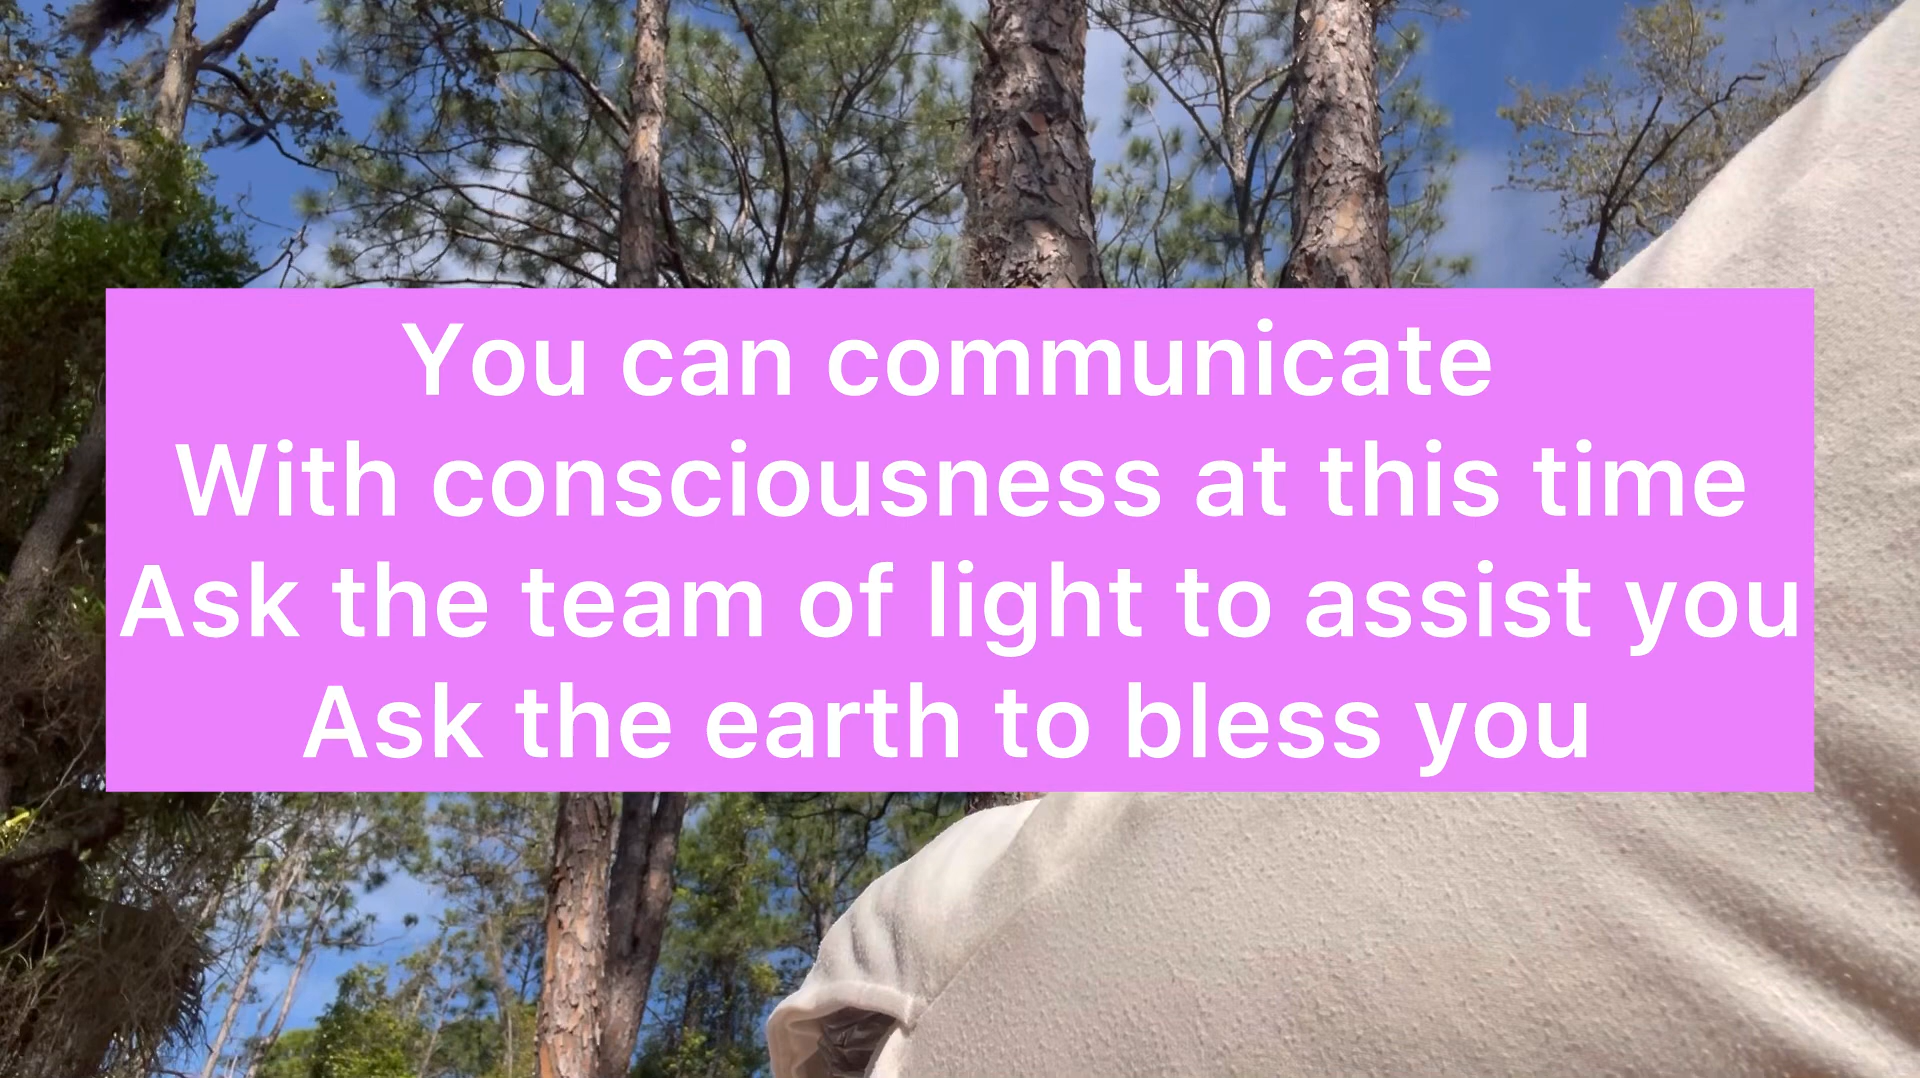 You can communicate
With consciousness at this time
Ask the team of light to assist you
Ask the earth to bless you